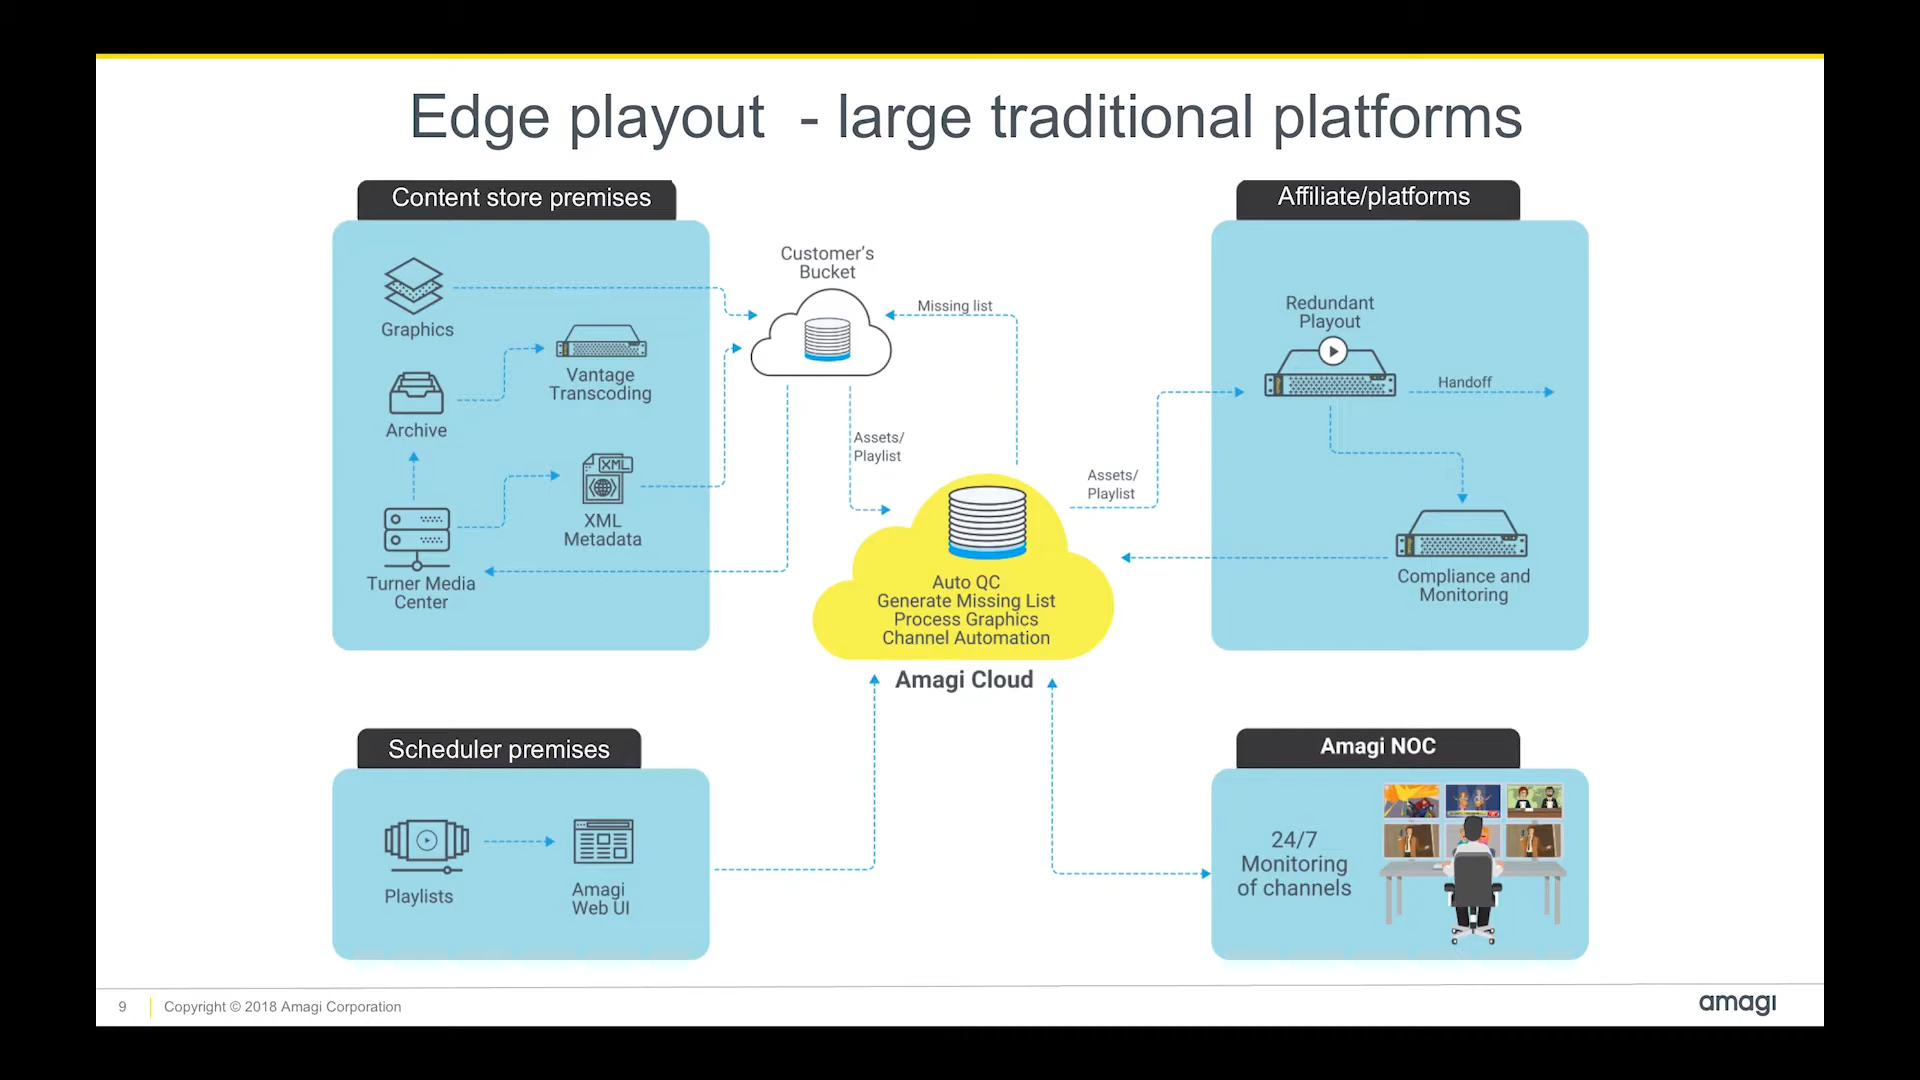 Edge playout - large traditional platforms
Content store premises
Graphics
Vantage
Transcoding
Archive
XML
XML
Metadata
Turner Media
Center
Customer's
Bucket
Missing list
Assets/
Playlist
Auto QC
Generate Missing List
Process Graphics
Channel Automation
Amagi Cloud
Assets/
Playlist
Affiliate/platforms
Redundant
Playout
Handoff
Compliance and
Monitoring
Scheduler premises
Playlists
Amagi
Web UI
Amagi NOC
24/7
Monitoring
of channels
9
Copyright © 2018 Amagi Corporation
amagi